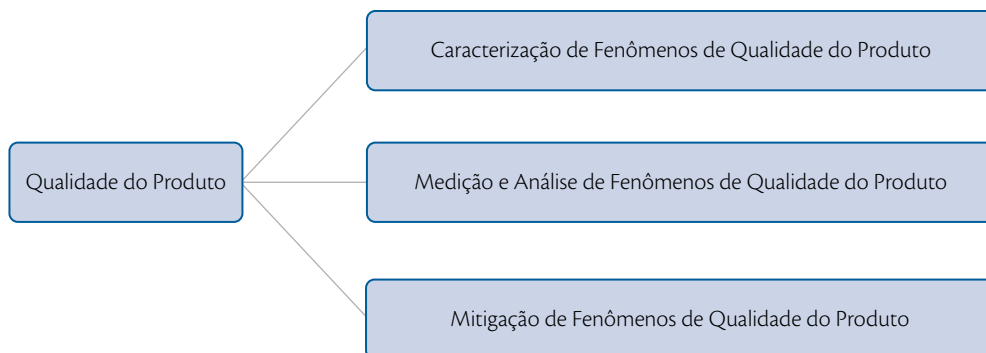 Caracterização de Fenômenos de Qualidade do Produto
Qualidade do Produto
Medição e Análise de Fenômenos de Qualidade do Produto
Mitigação de Fenômenos de Qualidade do Produto